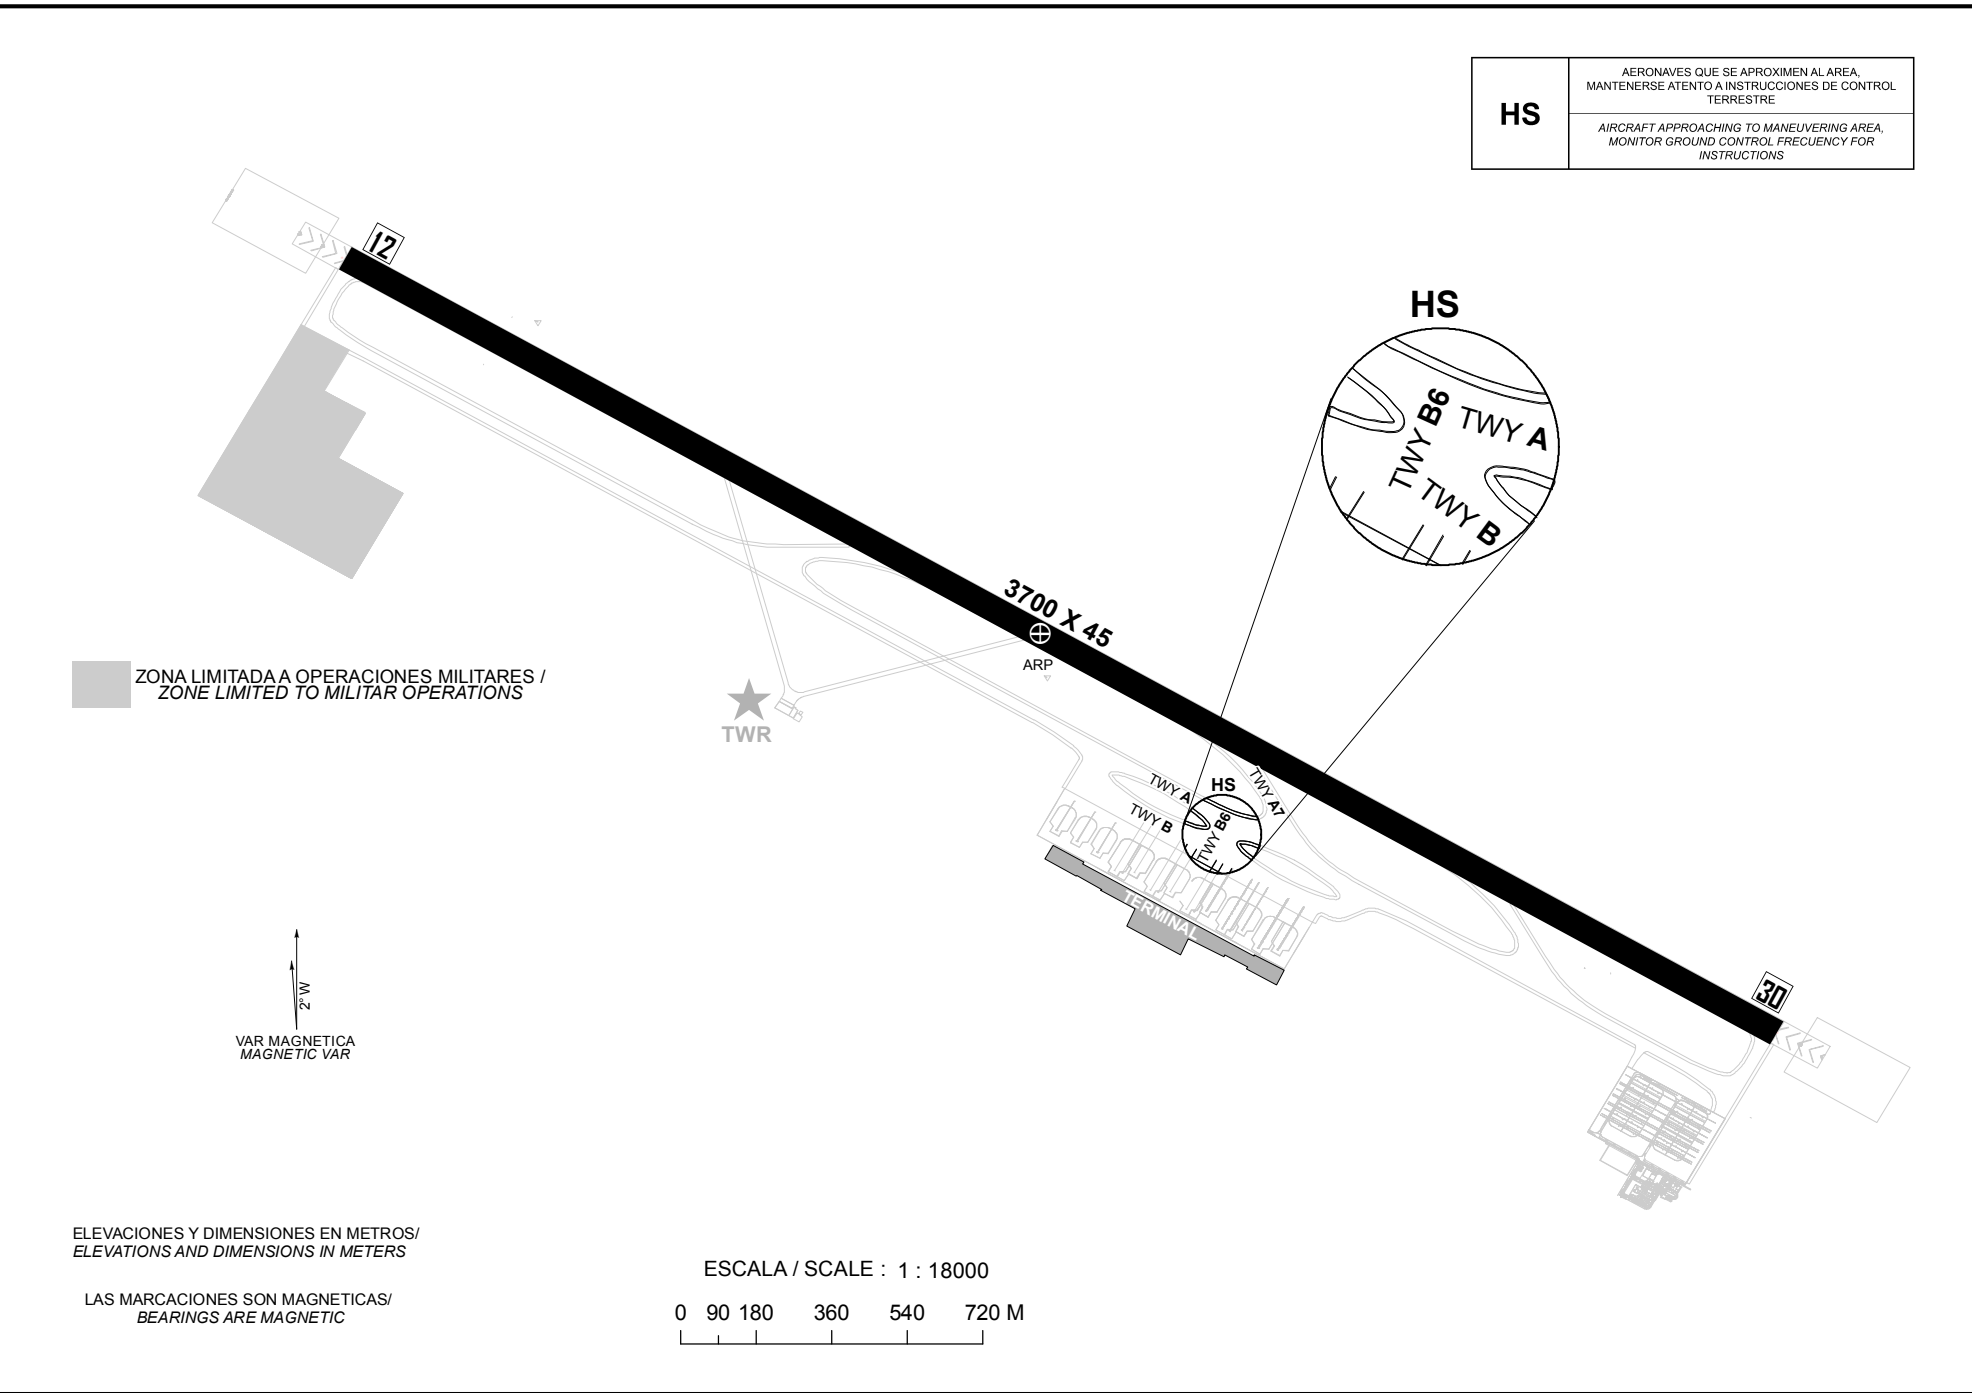 HS
AERONAVES QUE SE APROXIMEN AL AREA,
MANTENERSE ATENTO A INSTRUCCIONES DE CONTROL
TERRESTRE
AIRCRAFT APPROACHING TO MANEUVERING AREA,
MONITOR GROUND CONTROL FRECUENCY FOR
INSTRUCTIONS
12
HS
TWY B6
TWY A
TWY B
3700 X 45
ARP
ZONA LIMITADA A OPERACIONES MILITARES /
ZONE LIMITED TO MILITAR OPERATIONS
TWR
TWY A
HS
TWY A7
TWY B
TWY B6
TERMINAL
30
2° W
VAR MAGNETICA
MAGNETIC VAR
ELEVACIONES Y DIMENSIONES EN METROS/
ELEVATIONS AND DIMENSIONS IN METERS
LAS MARCACIONES SON MAGNETICAS/
BEARINGS ARE MAGNETIC
ESCALA / SCALE : 1 : 18000
0 90 180 360 540 720 M